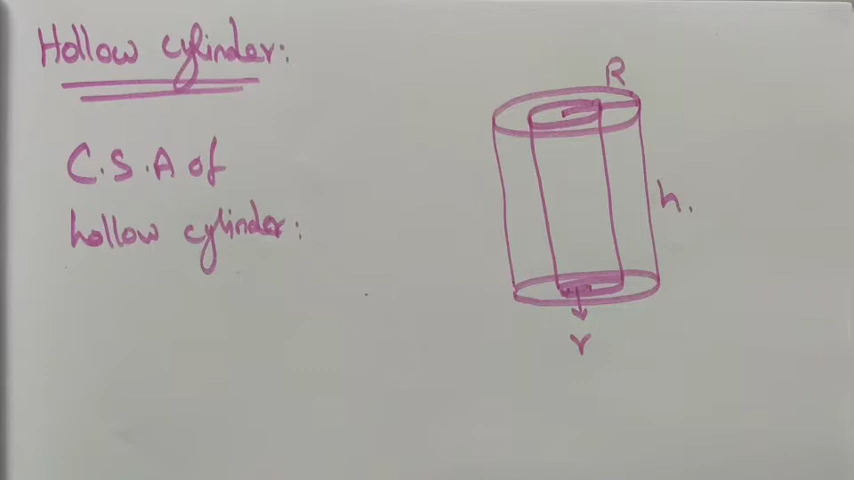 Hollow cylinder:
R
C.S.A of
hollow cylinder:
h.
r